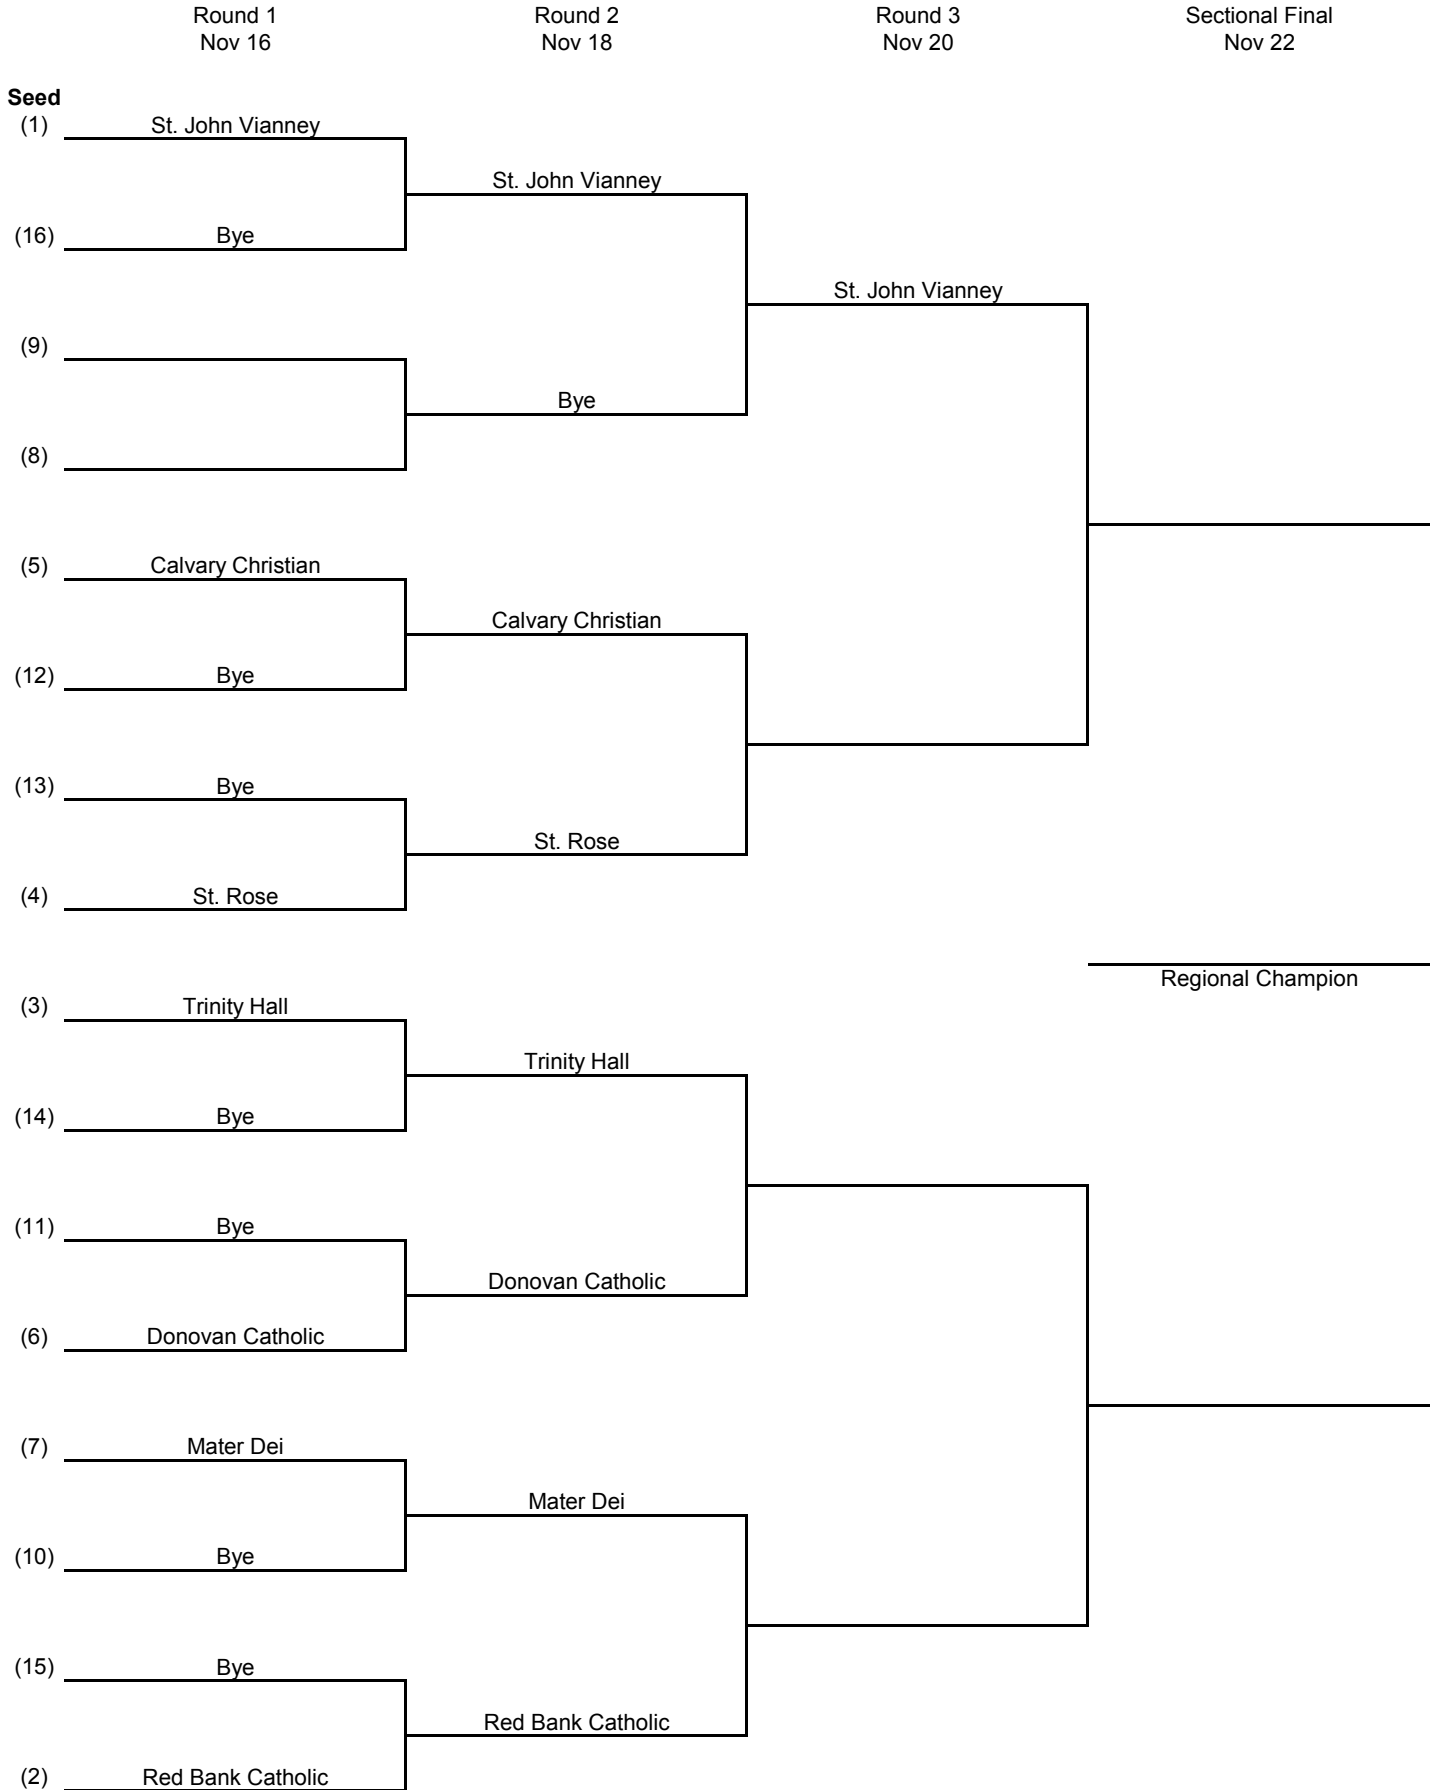 Round 1
Nov 16
Round 2
Nov 18
Round 3
Nov 20
Sectional Final
Nov 22
Seed
(1) St. John Vianney
St. John Vianney
(16) Bye
St. John Vianney
(9)
Bye
(8)
(5) Calvary Christian
Calvary Christian
(12) Bye
(13) Bye
St. Rose
(4) St. Rose
Regional Champion
(3) Trinity Hall
Trinity Hall
(14) Bye
(11) Bye
Donovan Catholic
(6) Donovan Catholic
(7) Mater Dei
Mater Dei
(10) Bye
(15) Bye
Red Bank Catholic
(2) Red Bank Catholic